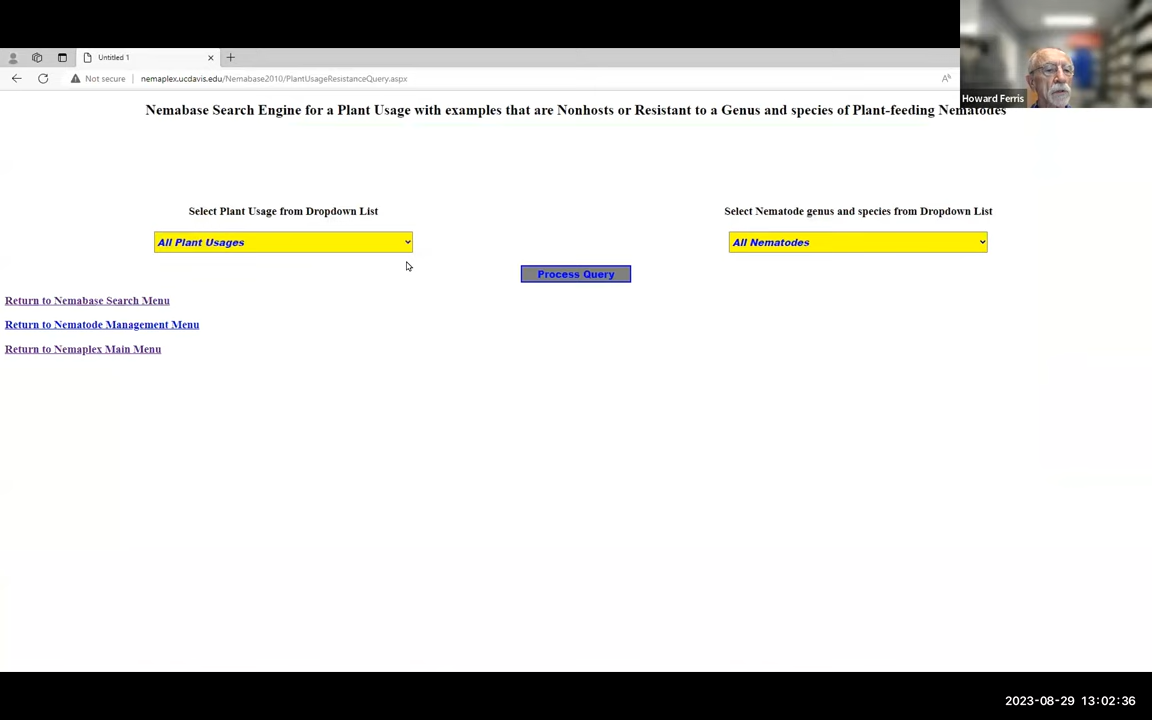 Untitled 1
Not secure nemaplex.ucdavis.edu/Nemabase2010/PlantUsageResistanceQuery.aspx
Howard Ferris
Nemabase Search Engine for a Plant Usage with examples that are Nonhosts or Resistant to a Genus and species of Plant-feeding Nematodes
Select Plant Usage from Dropdown List
Select Nematode genus and species from Dropdown List
All Plant Usages
All Nematodes
Process Query
Return to Nemabase Search Menu
Return to Nematode Management Menu
Return to Nemaplex Main Menu
2023-08-29 13:02:36